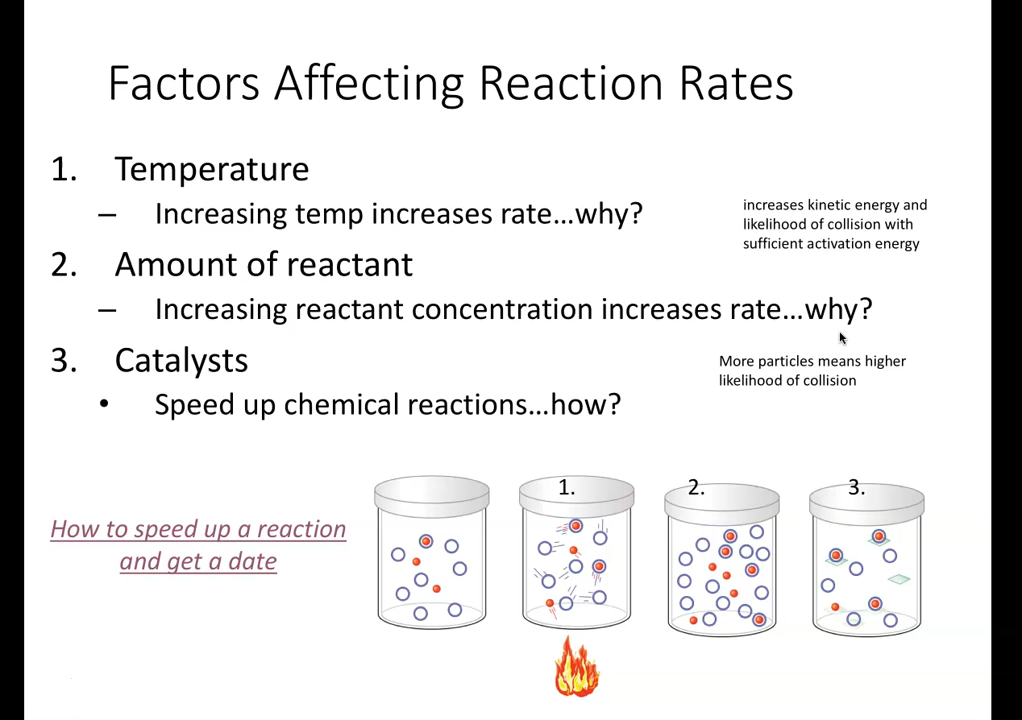 Factors Affecting Reaction Rates
1. Temperature
– Increasing temp increases rate...why?
increases kinetic energy and
likelihood of collision with
sufficient activation energy
2. Amount of reactant
– Increasing reactant concentration increases rate...why?
More particles means higher
likelihood of collision
3. Catalysts
• Speed up chemical reactions...how?
How to speed up a reaction
and get a date
1.
2.
3.